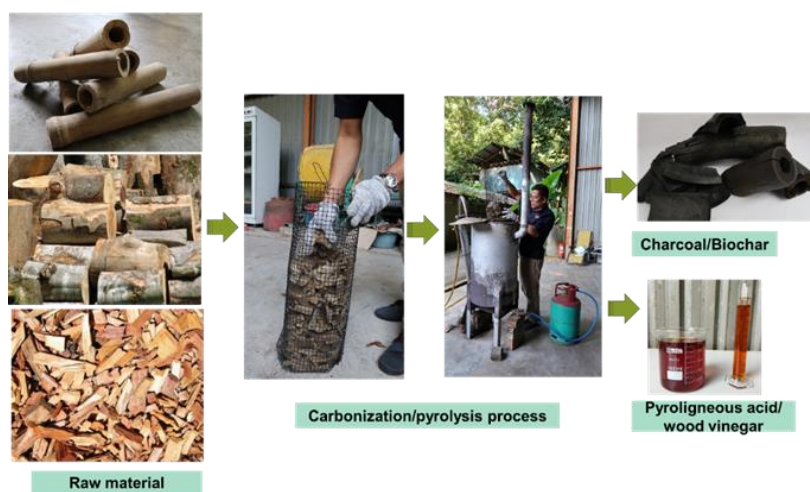 Charcoal/Biochar
Carbonization/pyrolysis process
Pyroligneous acid/
wood vinegar
Raw material